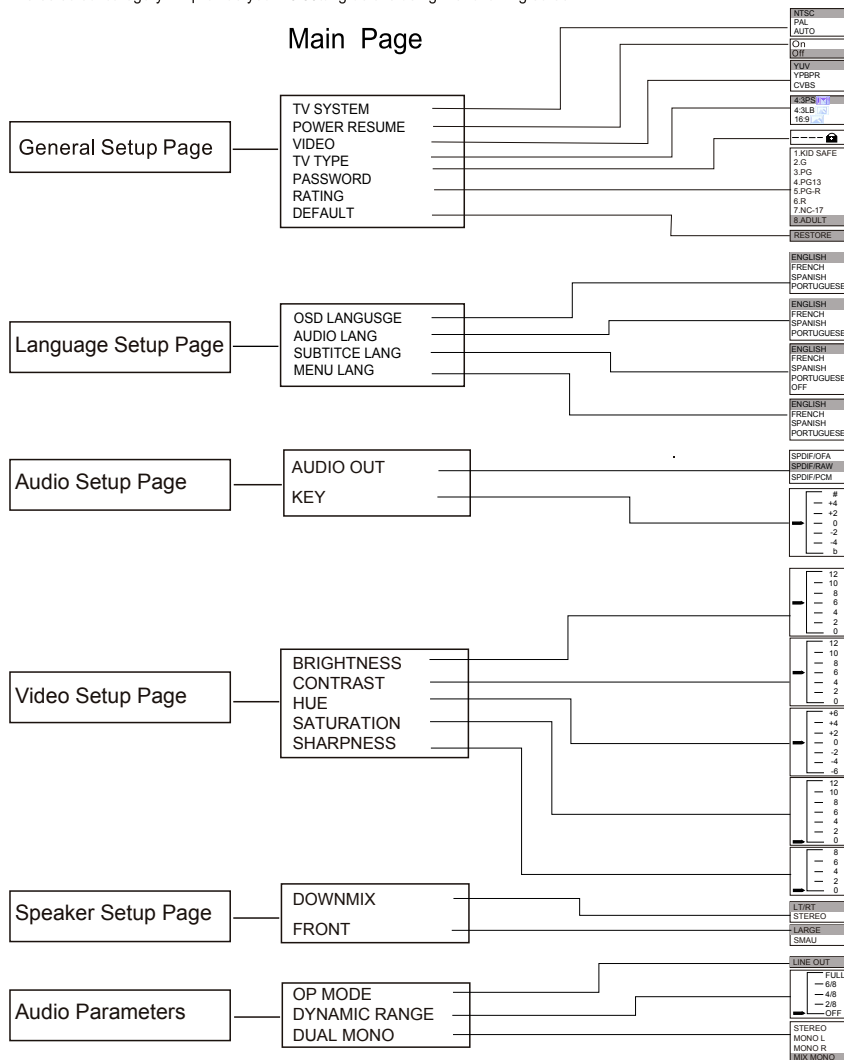 Main Page
General Setup Page
TV SYSTEM
POWER RESUME
VIDEO
TV TYPE
PASSWORD
RATING
DEFAULT
NTSC
PAL
AUTO
On
Off
YUV
YPBPR
CVBS
4:3PS
4:3LB
16:9
----
1.KID SAFE
2.G
3.PG
4.PG13
5.PG-R
6.R
7.NC-17
8.ADULT
RESTORE
Language Setup Page
OSD LANGUSGE
AUDIO LANG
SUBTITCE LANG
MENU LANG
ENGLISH
FRENCH
SPANISH
PORTUGUESE
ENGLISH
FRENCH
SPANISH
PORTUGUESE
ENGLISH
FRENCH
SPANISH
PORTUGUESE
OFF
ENGLISH
FRENCH
SPANISH
PORTUGUESE
Audio Setup Page
AUDIO OUT
KEY
SPDIF/OFA
SPDIF/RAW
SPDIF/PCM
#
+4
+2
0
-2
-4
b
Video Setup Page
BRIGHTNESS
CONTRAST
HUE
SATURATION
SHARPNESS
12
10
8
6
4
2
0
12
10
8
6
4
2
0
+6
+4
+2
0
-2
-4
-6
12
10
8
6
4
2
0
8
6
4
2
0
Speaker Setup Page
DOWNMIX
FRONT
LT/RT
STEREO
LARGE
SMAU
Audio Parameters
OP MODE
DYNAMIC RANGE
DUAL MONO
LINE OUT
FULL
6/8
4/8
2/8
OFF
STEREO
MONO L
MONO R
MIX MONO